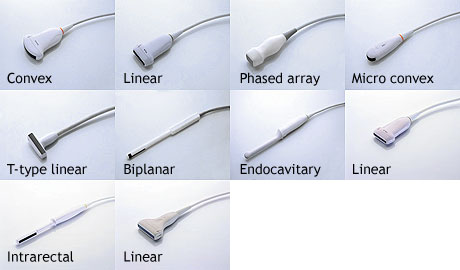 Convex
Linear
Phased array
Micro convex
T-type linear
Biplanar
Endocavitary
Linear
Intrarectal
Linear